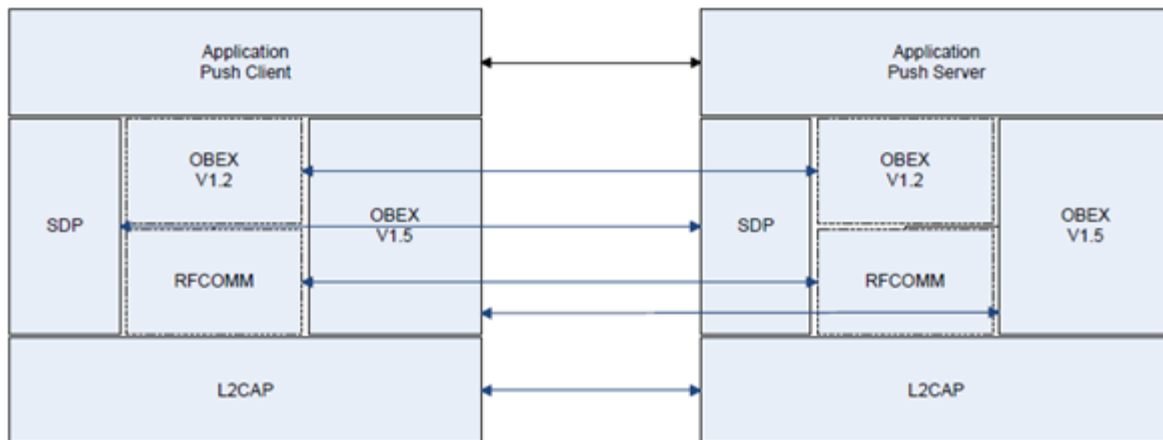 Application
Push Client
Application
Push Server
SDP
OBEX
V1.2
RFCOMM
OBEX
V1.5
SDP
OBEX
V1.2
RFCOMM
OBEX
V1.5
L2CAP
L2CAP